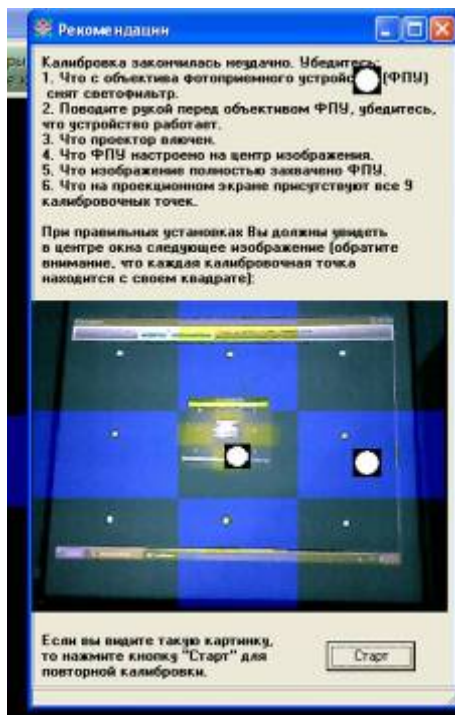 Рекомендации
Калибровка закончилась неудачно. Убедитесь:
1. Что с объектива фотоприемного устройс (ФПУ)
снят светофильтр.
2. Поводите рукой перед объективом ФПУ, убедитесь,
что устройство работает.
3. Что проектор влючен.
4. Что ФПУ настроено на центр изображения.
5. Что изображение полностью захвачено ФПУ.
6. Что на проекционном экране присутствуют все 9
калибровочных точек.
При правильных установках Вы должны увидеть
в центре окна следующее изображение (обратите
внимание, что каждая калибровочная точка
находится с своем квадрате):
Если вы видите такую картинку,
то нажмите кнопку "Старт" для
повторной калибровки.
Старт